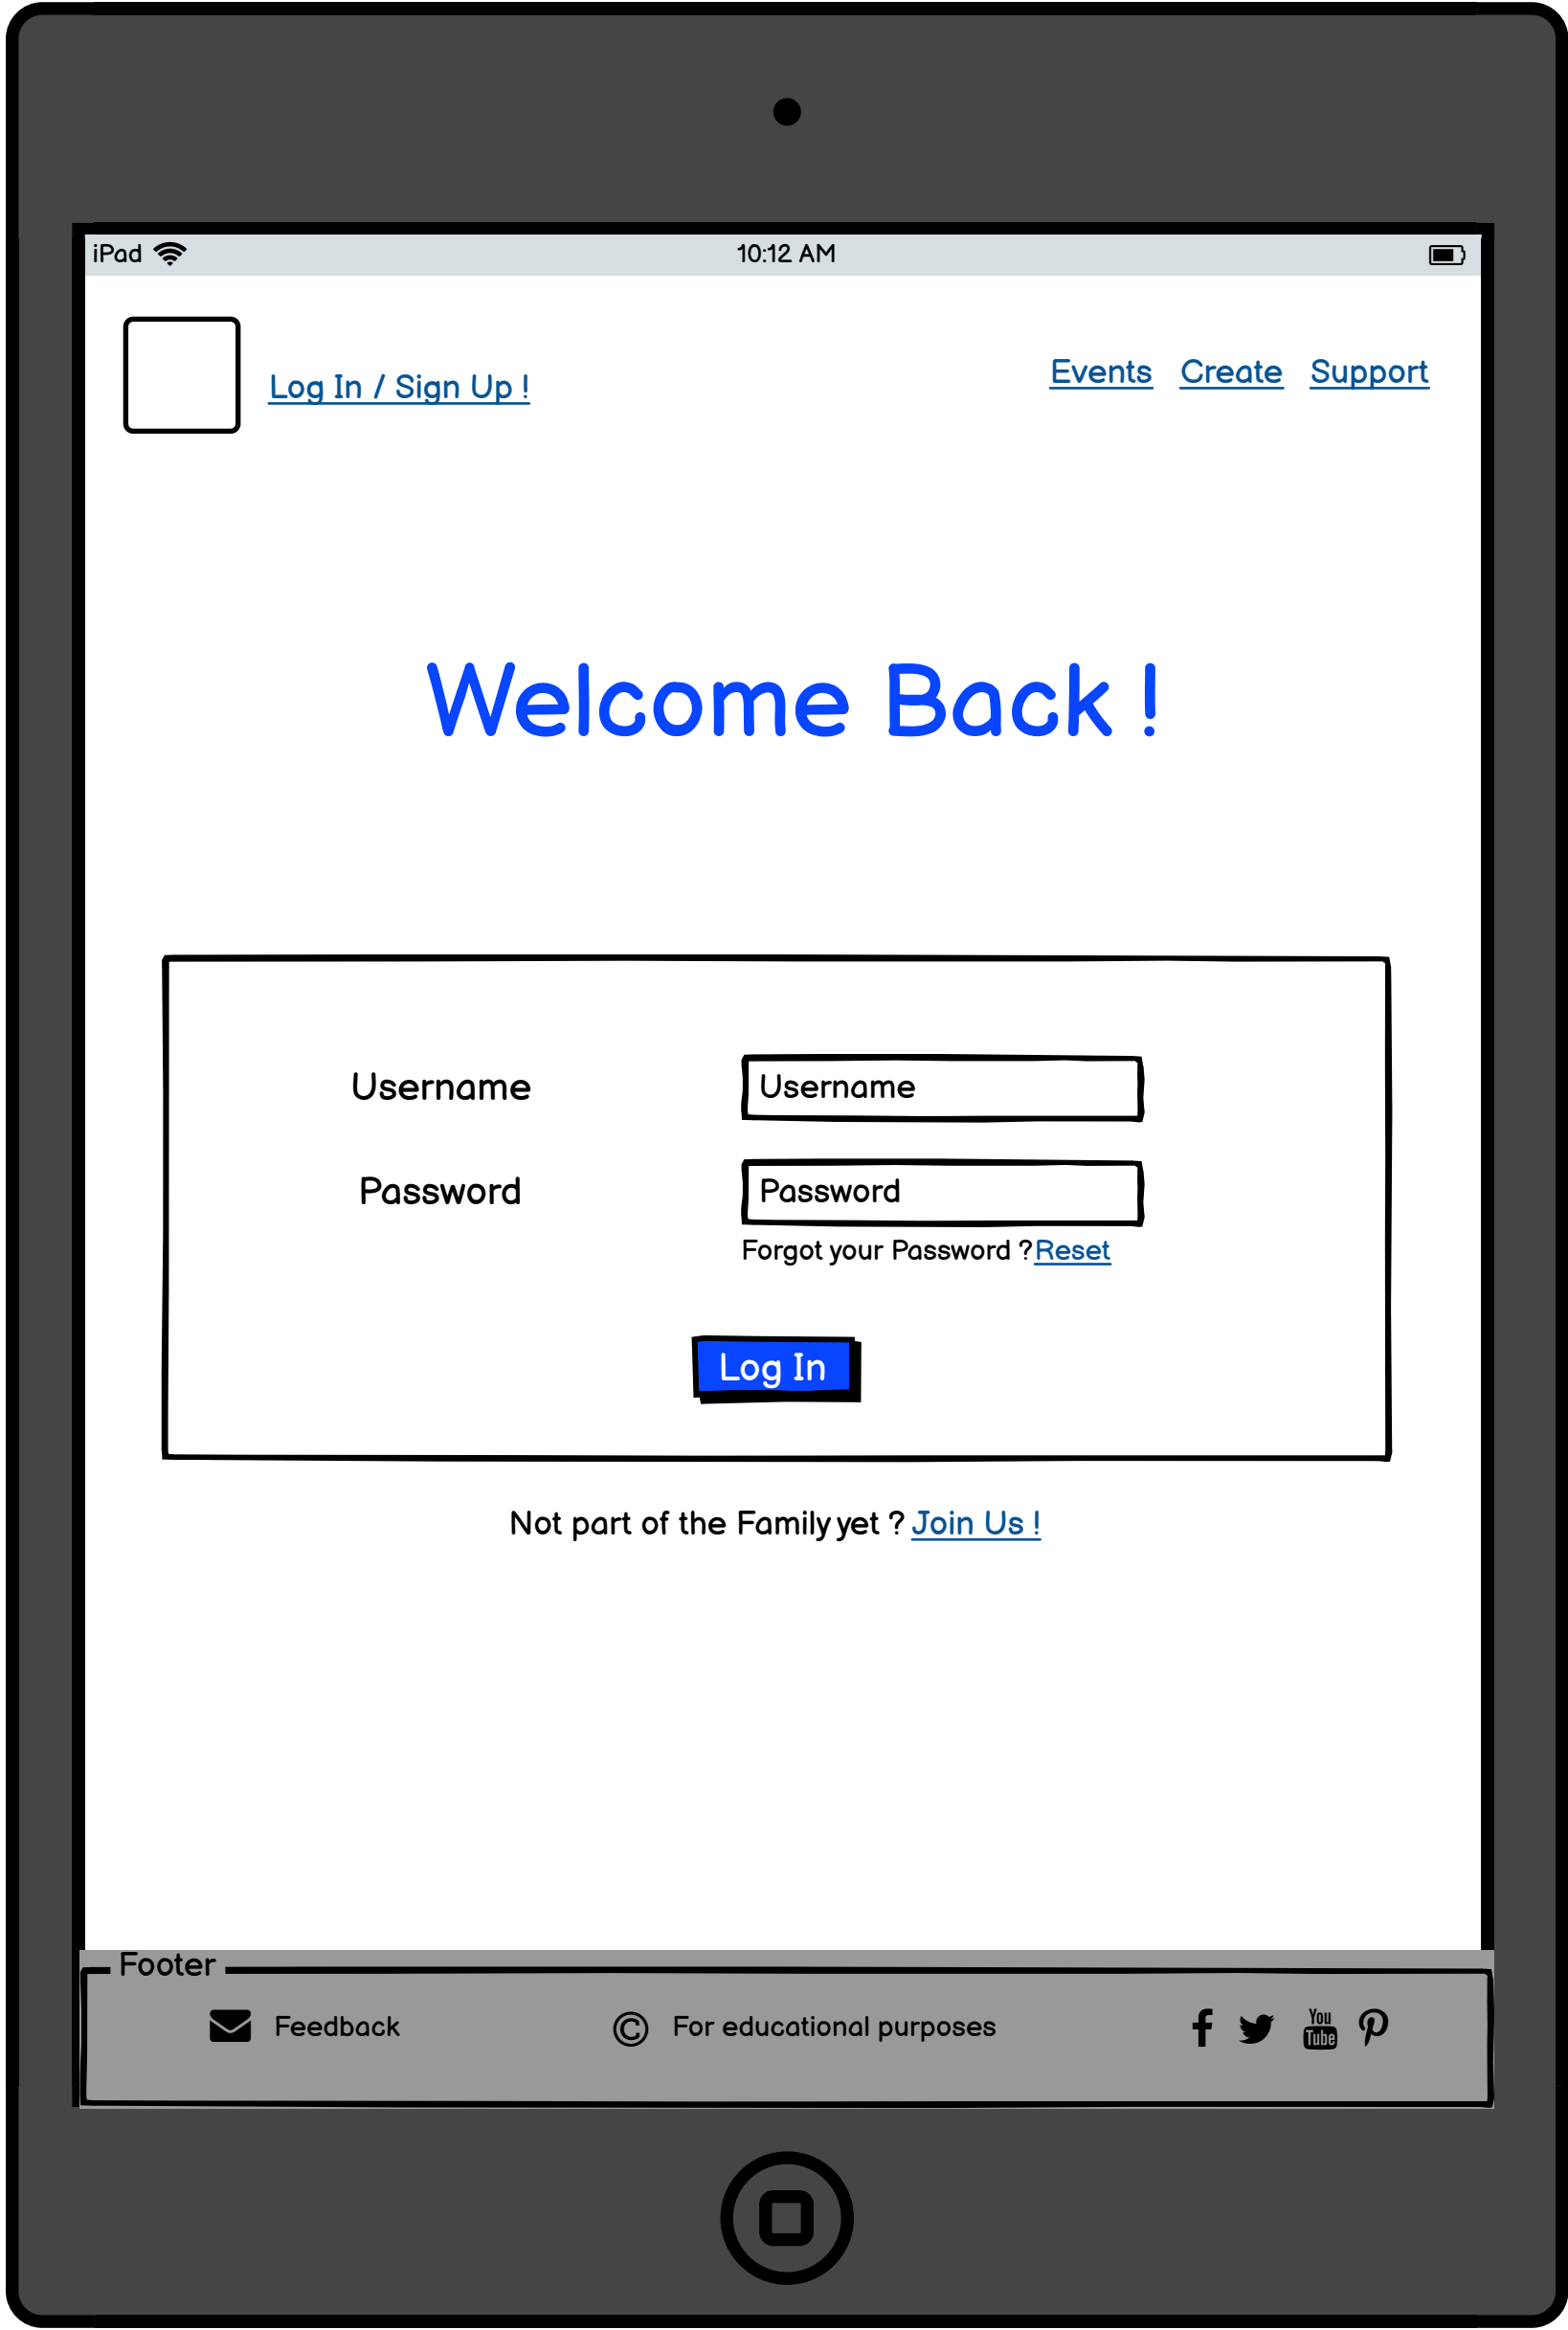 iPad 10:12 AM
Log In / Sign Up !
Events Create Support
Welcome Back !
Username Username
Password Password
Forgot your Password ? Reset
Log In
Not part of the Family yet ? Join Us !
Footer
Feedback © For educational purposes You Tube